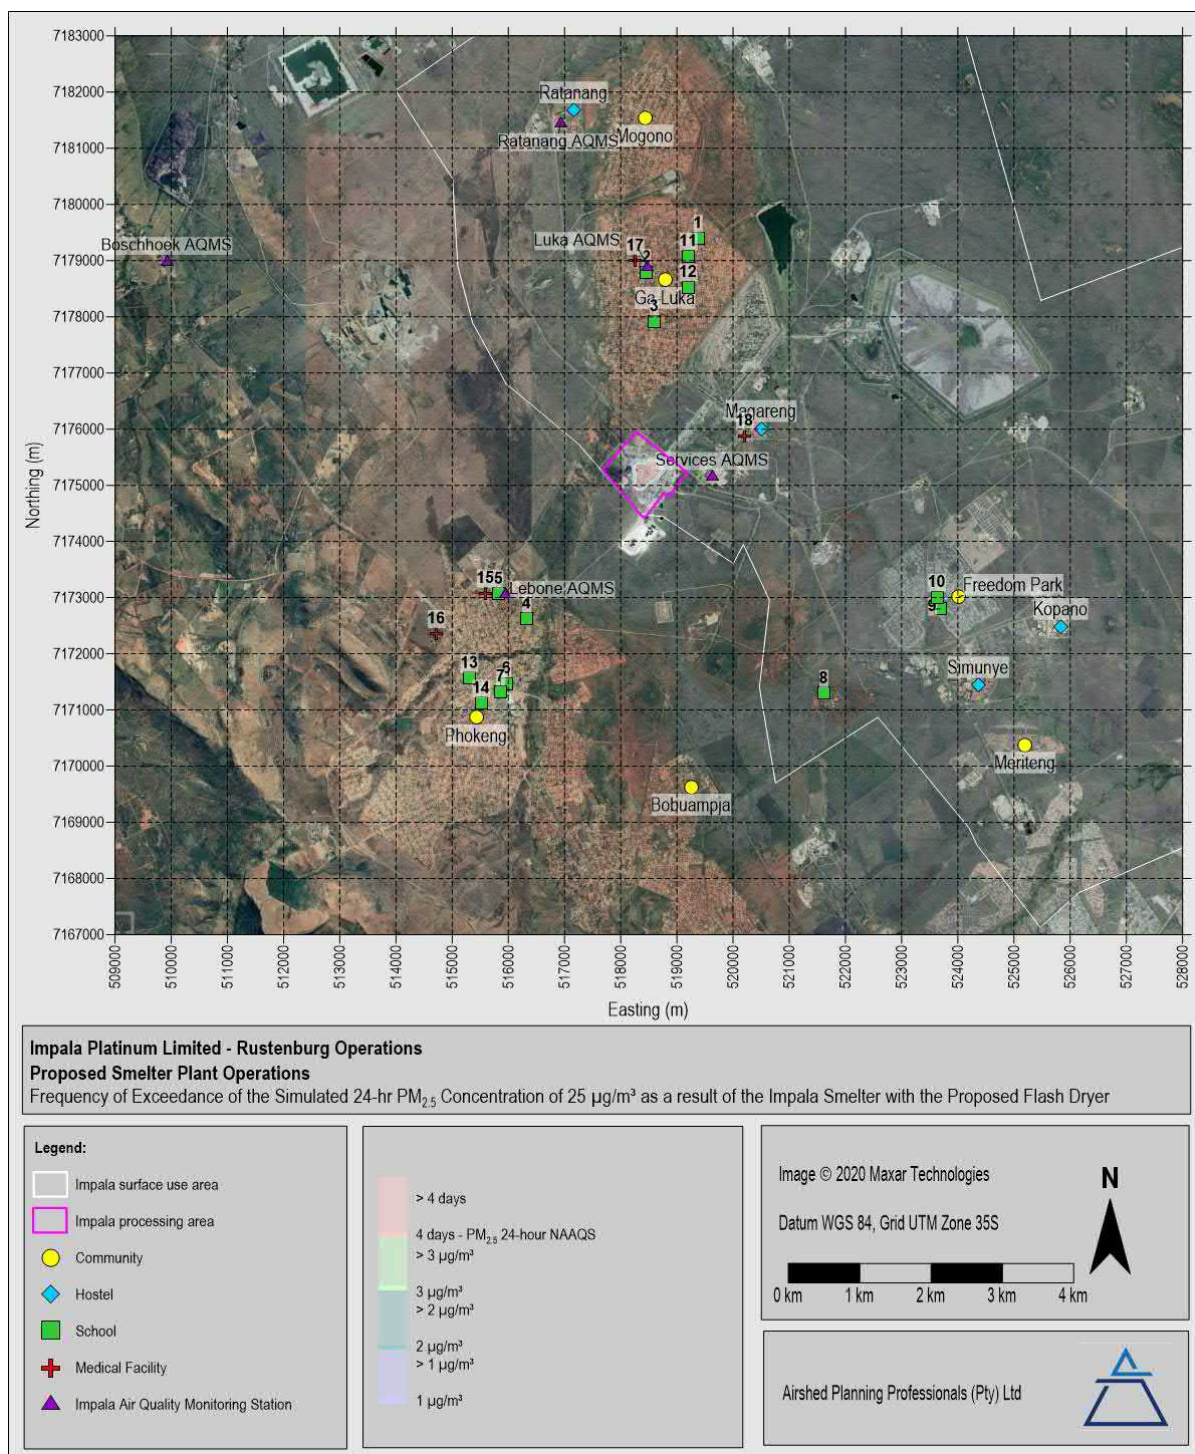 7183000
7182000
7181000
7180000
7179000
7178000
7177000
7176000
7175000
7174000
7173000
7172000
7171000
7170000
7169000
7168000
7167000
Northing (m)
Ratanang
Mogono
Ratanang AQMS
Boschhoek AQMS
Luka AQMS
17
1
11
2
12
Ga-Luka
3
Magareng
18
Services AQMS
15
5
Lebone AQMS
4
16
10
Freedom Park
9
Kopano
13
6
7
14
Phokeng
8
Simunye
Meriteng
Bobuampja
509000
510000
511000
512000
513000
514000
515000
516000
517000
518000
519000
520000
521000
522000
523000
524000
525000
526000
527000
528000
Easting (m)
Impala Platinum Limited - Rustenburg Operations
Proposed Smelter Plant Operations
Frequency of Exceedance of the Simulated 24-hr PM2.5 Concentration of 25 µg/m³ as a result of the Impala Smelter with the Proposed Flash Dryer
Legend:
Impala surface use area
Impala processing area
Community
Hostel
School
Medical Facility
Impala Air Quality Monitoring Station
> 4 days
4 days - PM2.5 24-hour NAAQS
> 3 µg/m³
3 µg/m³
> 2 µg/m³
2 µg/m³
> 1 µg/m³
1 µg/m³
Image © 2020 Maxar Technologies
Datum WGS 84, Grid UTM Zone 35S
N
0 km 1 km 2 km 3 km 4 km
Airshed Planning Professionals (Pty) Ltd